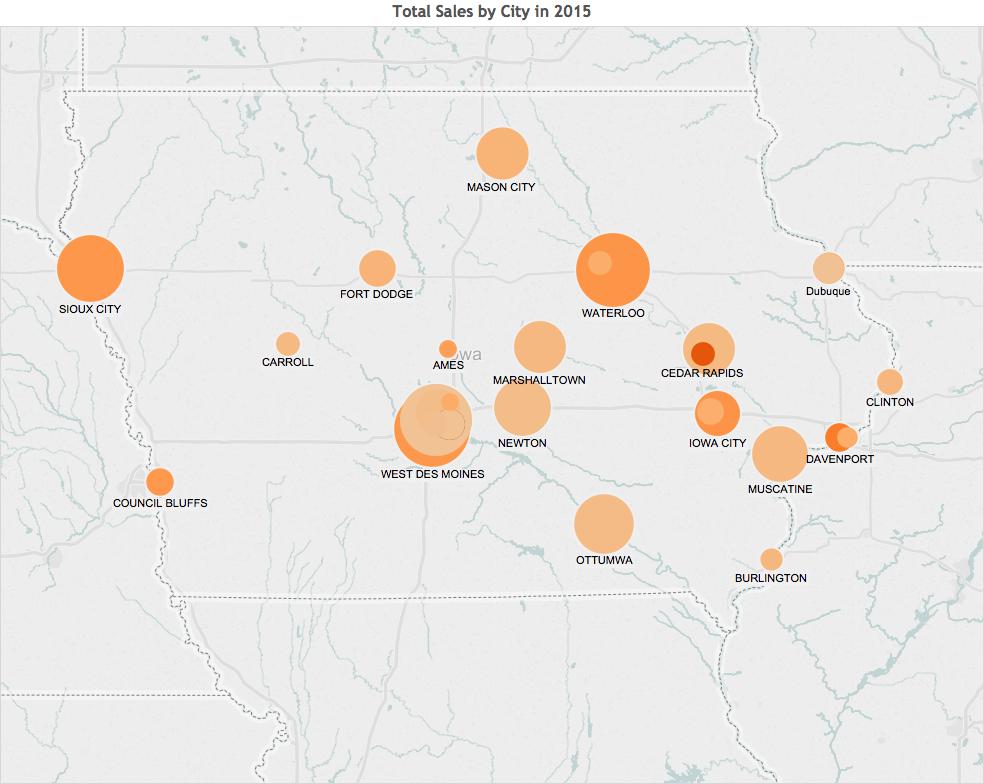 Total Sales by City in 2015
MASON CITY
SIOUX CITY
FORT DODGE
WATERLOO
Dubuque
CARROLL
AMES
owa
MARSHALLTOWN
CEDAR RAPIDS
CLINTON
NEWTON
IOWA CITY
DAVENPORT
WEST DES MOINES
MUSCATINE
COUNCIL BLUFFS
OTTUMWA
BURLINGTON